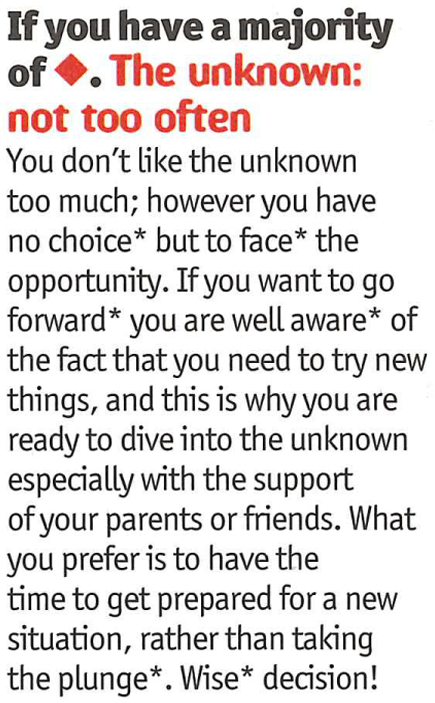 If you have a majority
of ◆. The unknown:
not too often
You don't like the unknown
too much; however you have
no choice* but to face* the
opportunity. If you want to go
forward* you are well aware* of
the fact that you need to try new
things, and this is why you are
ready to dive into the unknown
especially with the support
of your parents or friends. What
you prefer is to have the
time to get prepared for a new
situation, rather than taking
the plunge*. Wise* decision!